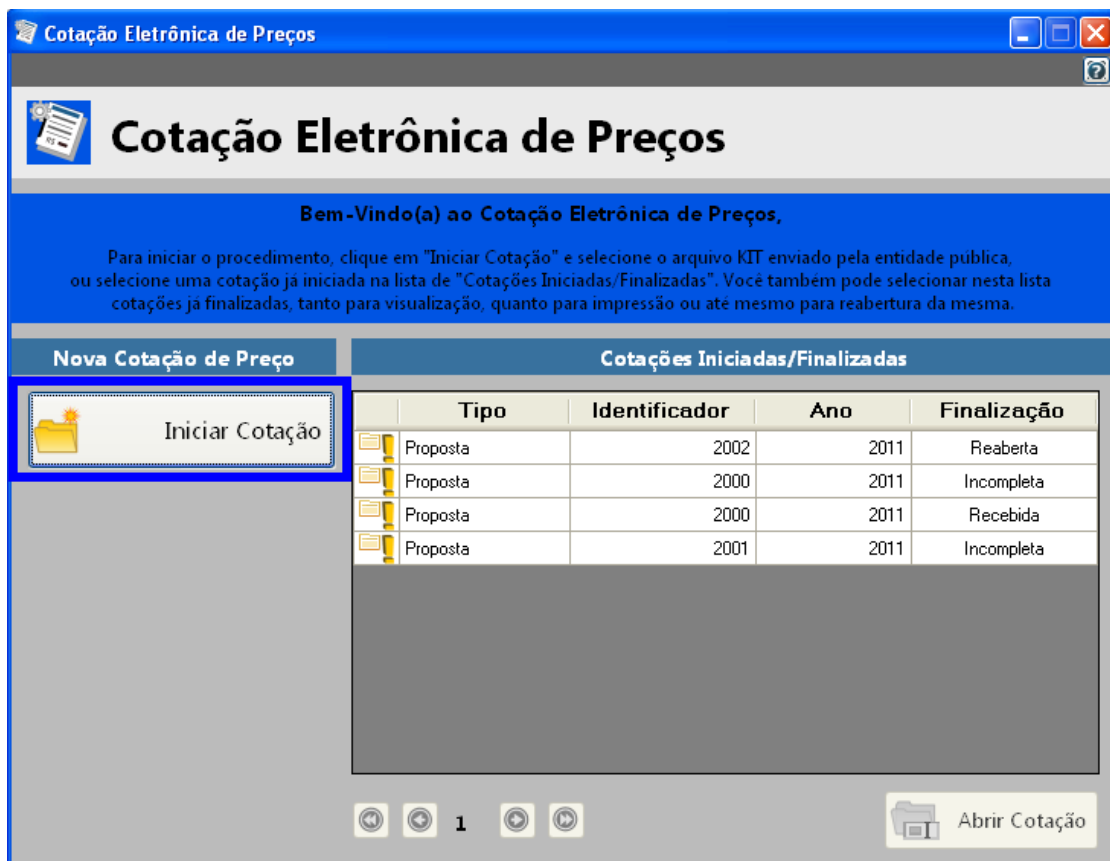 Cotação Eletrônica de Preços
Cotação Eletrônica de Preços
Bem-Vindo(a) ao Cotação Eletrônica de Preços,
Para iniciar o procedimento, clique em "Iniciar Cotação" e selecione o arquivo KIT enviado pela entidade pública,
ou selecione uma cotação já iniciada na lista de "Cotações Iniciadas/Finalizadas". Você também pode selecionar nesta lista
cotações já finalizadas, tanto para visualização, quanto para impressão ou até mesmo para reabertura da mesma.
Nova Cotação de Preço
Iniciar Cotação
Cotações Iniciadas/Finalizadas
Tipo Identificador Ano Finalização
Proposta 2002 2011 Reaberta
Proposta 2000 2011 Incompleta
Proposta 2000 2011 Recebida
Proposta 2001 2011 Incompleta
1
Abrir Cotação